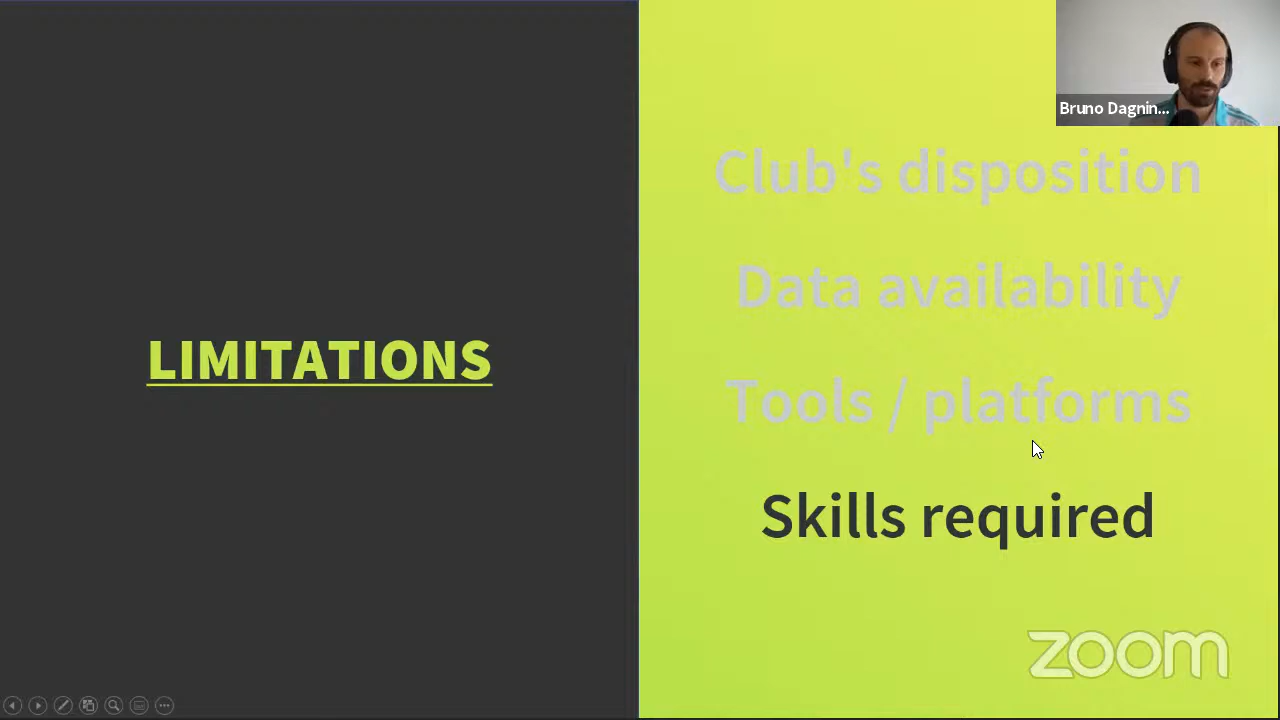 Bruno Dagnin...
Club's disposition
Data availability
LIMITATIONS
Tools / platforms
Skills required
zoom